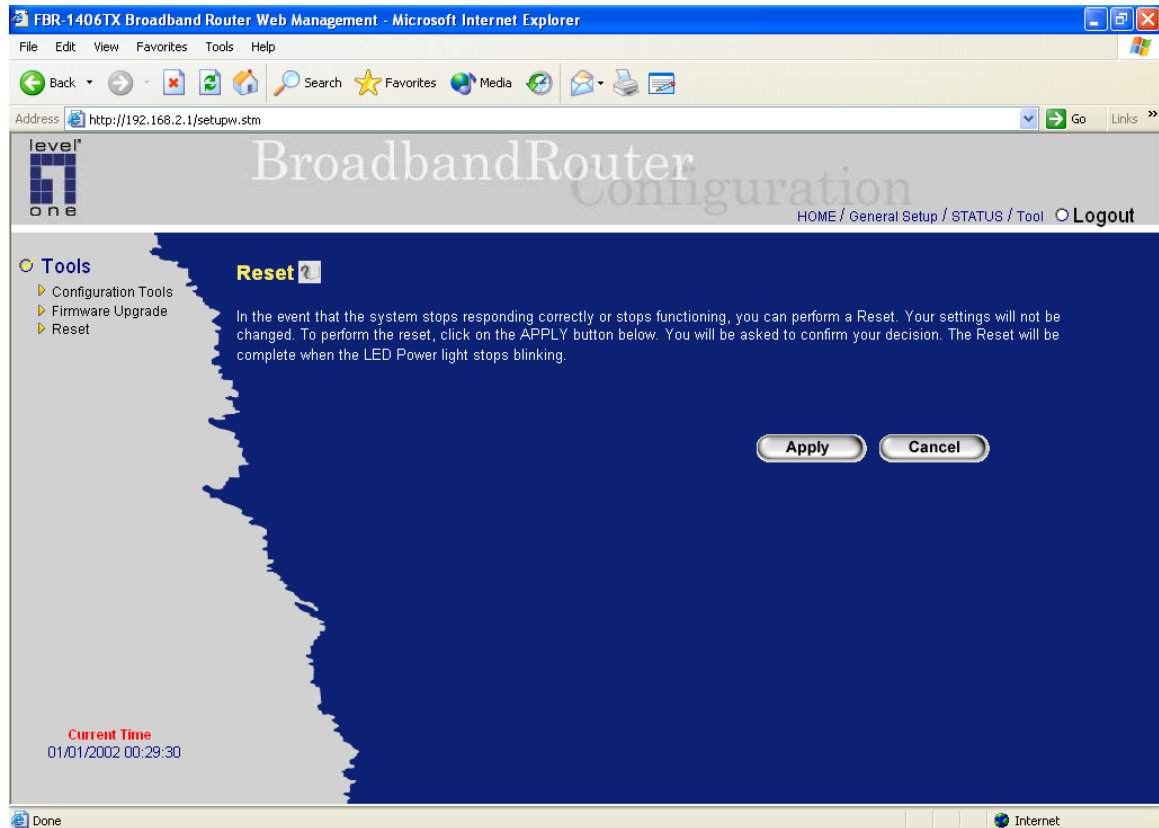 FBR-1406TX Broadband Router Web Management - Microsoft Internet Explorer
File Edit View Favorites Tools Help
Back Search Favorites Media
Address http://192.168.2.1/setupw.stm Go Links »
level one
BroadbandRouter
Configuration
HOME / General Setup / STATUS / Tool Logout
Tools
Configuration Tools
Firmware Upgrade
Reset
Reset
In the event that the system stops responding correctly or stops functioning, you can perform a Reset. Your settings will not be
changed. To perform the reset, click on the APPLY button below. You will be asked to confirm your decision. The Reset will be
complete when the LED Power light stops blinking.
Apply Cancel
Current Time
01/01/2002 00:29:30
Done Internet